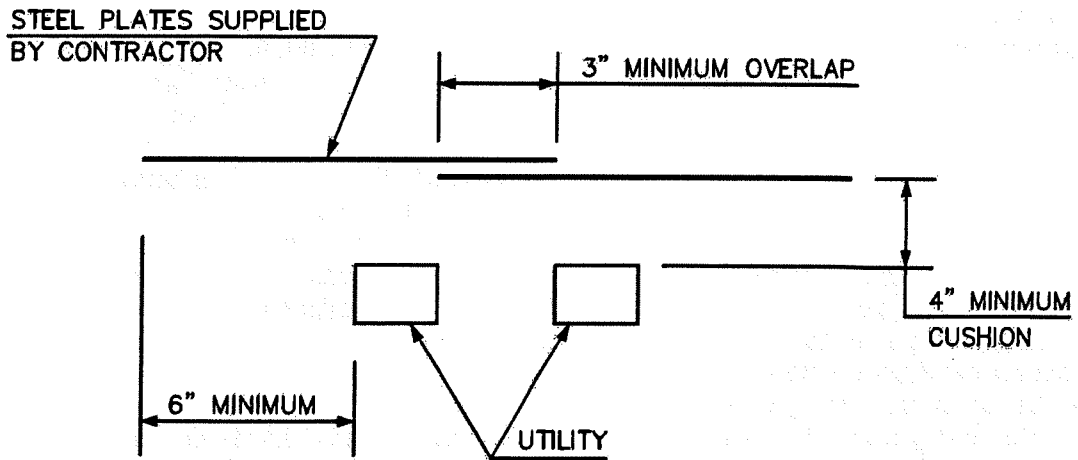 STEEL PLATES SUPPLIED
BY CONTRACTOR
3" MINIMUM OVERLAP
4" MINIMUM
CUSHION
6" MINIMUM
UTILITY